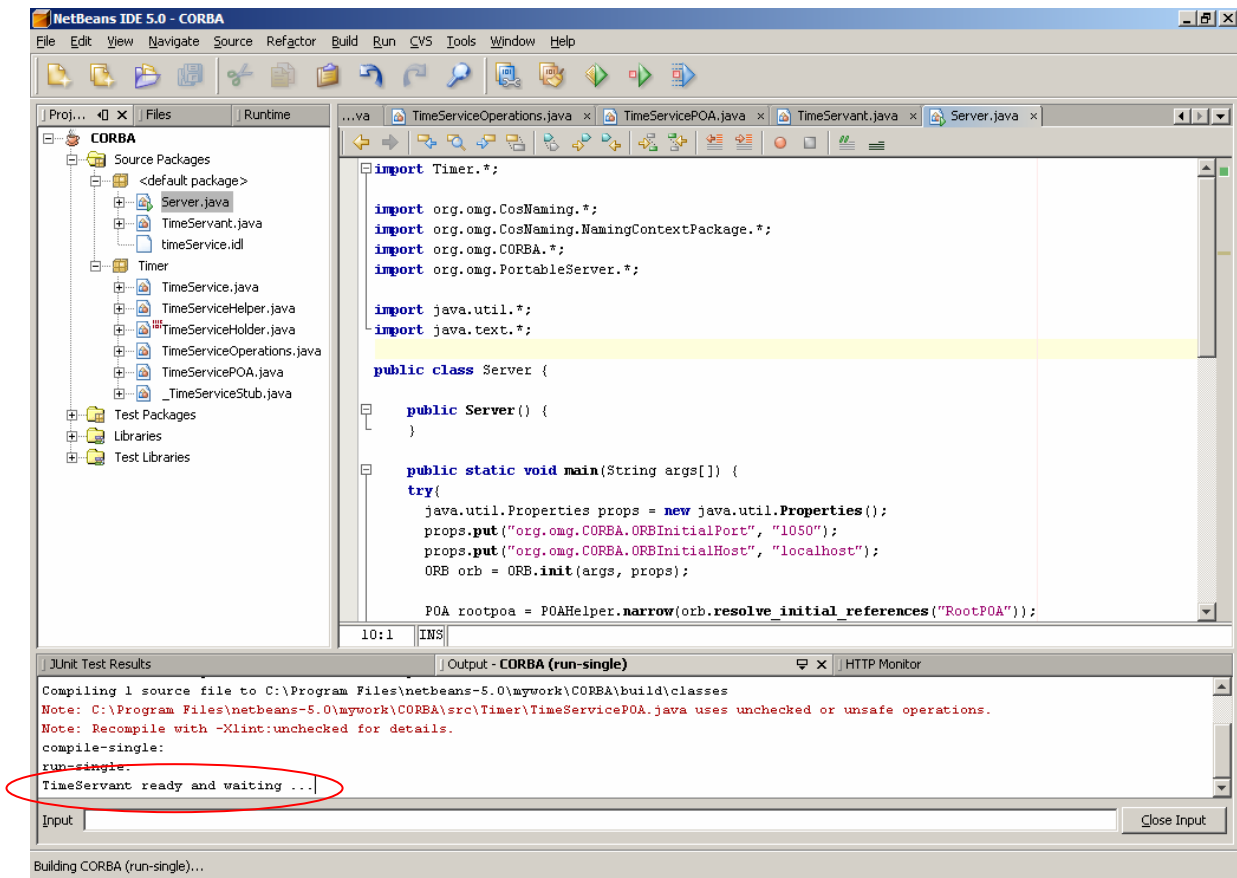 NetBeans IDE 5.0 - CORBA
File Edit View Navigate Source Refactor Build Run CVS Tools Window Help
Proj... Files Runtime
...va TimeServiceOperations.java TimeServicePOA.java TimeServant.java Server.java
CORBA
Source Packages
<default package>
Server.java
TimeServant.java
timeService.idl
Timer
TimeService.java
TimeServiceHelper.java
TimeServiceHolder.java
TimeServiceOperations.java
TimeServicePOA.java
_TimeServiceStub.java
Test Packages
Libraries
Test Libraries
import Timer.*;
import org.omg.CosNaming.*;
import org.omg.CosNaming.NamingContextPackage.*;
import org.omg.CORBA.*;
import org.omg.PortableServer.*;
import java.util.*;
import java.text.*;
public class Server {
public Server() {
}
public static void main(String args[]) {
try{
java.util.Properties props = new java.util.Properties();
props.put("org.omg.CORBA.ORBInitialPort", "1050");
props.put("org.omg.CORBA.ORBInitialHost", "localhost");
ORB orb = ORB.init(args, props);
POA rootpoa = POAHelper.narrow(orb.resolve_initial_references("RootPOA"));
10:1 INS
JUnit Test Results
Output - CORBA (run-single)
HTTP Monitor
Compiling 1 source file to C:\Program Files\netbeans-5.0\mywork\CORBA\build\classes
Note: C:\Program Files\netbeans-5.0\mywork\CORBA\src\Timer\TimeServicePOA.java uses unchecked or unsafe operations.
Note: Recompile with -Xlint:unchecked for details.
compile-single:
run-single:
TimeServant ready and waiting ...
Input
Close Input
Building CORBA (run-single)...